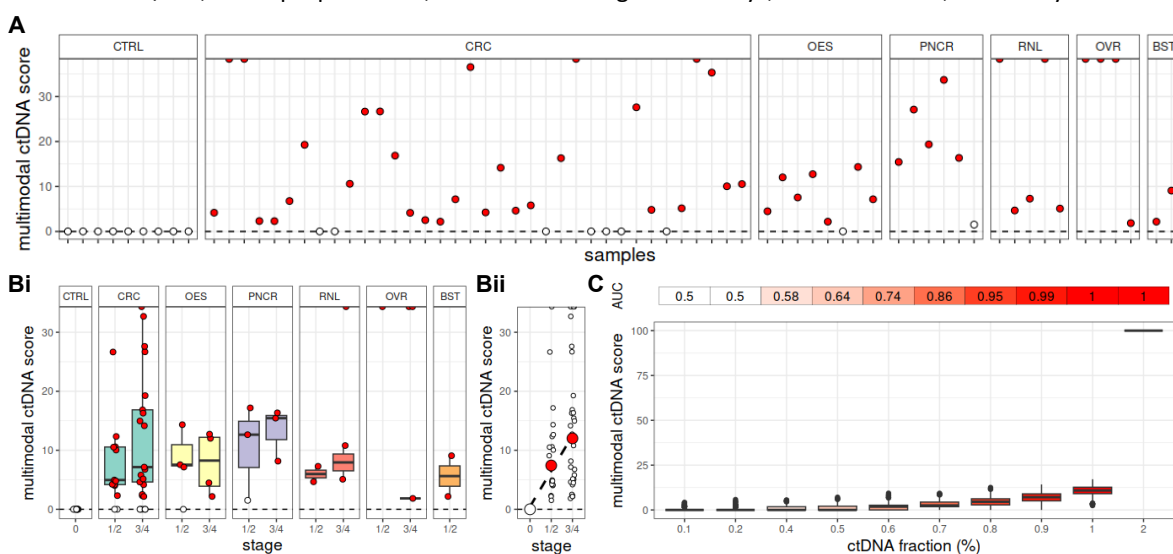 A
CTRL CRC OES PNCR RNL OVR BST
multimodal ctDNA score
30
20
10
0
samples
Bi
CTRL CRC OES PNCR RNL OVR BST
multimodal ctDNA score
30
20
10
0
0 1/2 3/4 1/2 3/4 1/2 3/4 1/2 3/4 3/4 1/2
stage
Bii
multimodal ctDNA score
30
20
10
0
0 1/2 3/4
stage
C
AUC
0.5 0.5 0.58 0.64 0.74 0.86 0.95 0.99 1 1
multimodal ctDNA score
100
75
50
25
0
0.1 0.2 0.4 0.5 0.6 0.7 0.8 0.9 1 2
ctDNA fraction (%)